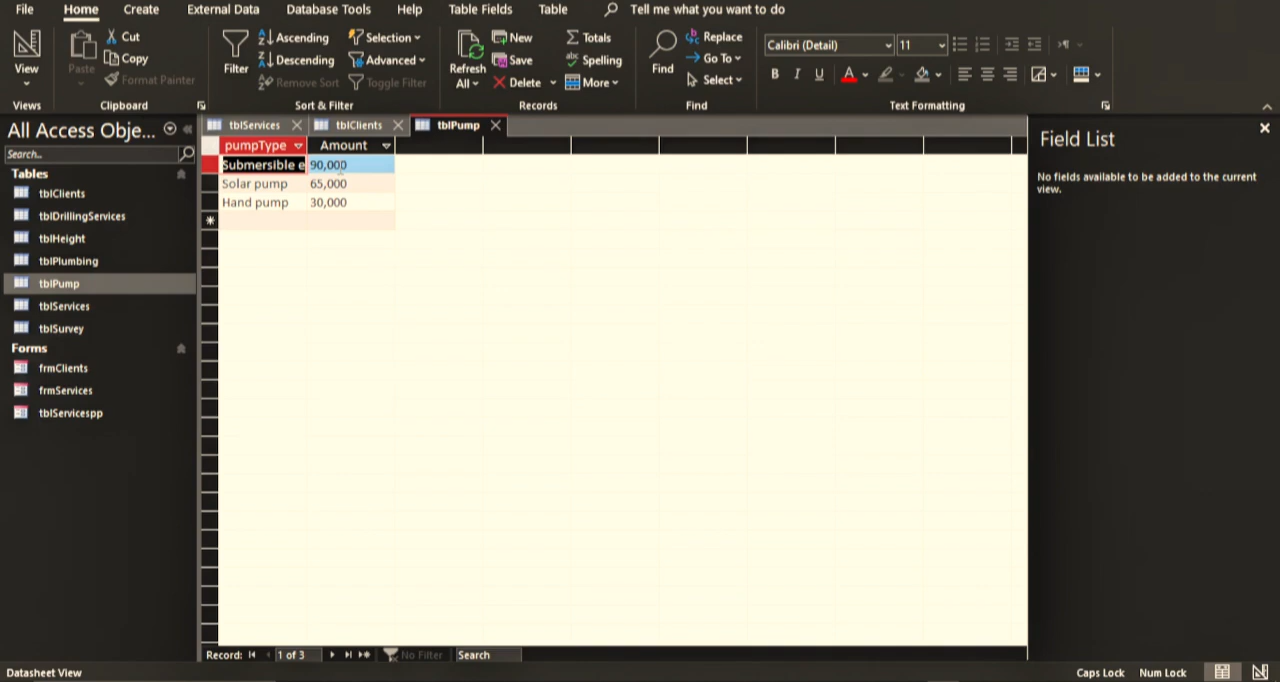 File Home Create External Data Database Tools Help Table Fields Table Tell me what you want to do
View
Views
Paste
Cut
Copy
Format Painter
Clipboard
Filter
Ascending
Descending
Remove Sort
Selection
Advanced
Toggle Filter
Sort & Filter
Refresh
All
New
Save
Delete
Totals
Spelling
More
Records
Find
Replace
Go To
Select
Find
Calibri (Detail) 11
B I U A
Text Formatting
All Access Obje...
Search..
Tables
tblClients
tblDrillingServices
tblHeight
tblPlumbing
tblPump
tblServices
tblSurvey
Forms
frmClients
frmServices
tblServicespp
tblServices tblClients tblPump
pumpType Amount
Submersible e 90,000
Solar pump 65,000
Hand pump 30,000
Record: 1 of 3 No Filter Search
Field List
No fields available to be added to the current
view.
Datasheet View Caps Lock Num Lock